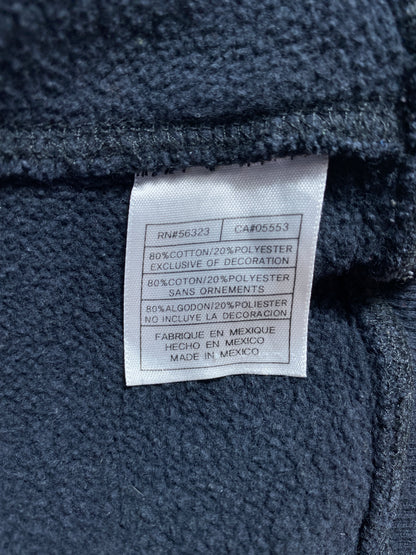 RN#56323 CA#05553
80%COTTON/20%POLYESTER
EXCLUSIVE OF DECORATION
80%COTON/20%POLYESTER
SANS ORNEMENTS
80%ALGODON/20%POLIESTER
NO INCLUYE LA DECORACION
FABRIQUE EN MEXIQUE
HECHO EN MEXICO
MADE IN MEXICO